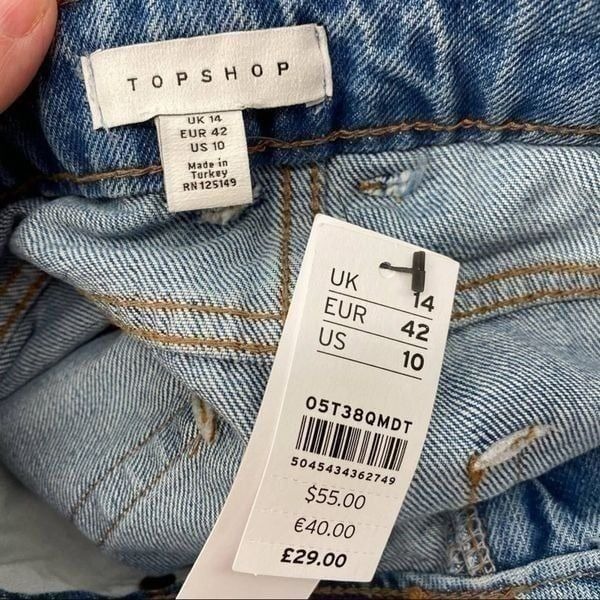 TOPSHOP
UK 14
EUR 42
US 10
Made in
Turkey
RN 125149
UK 14
EUR 42
US 10
05T38QMDT
5045434362749
$55.00
€40.00
£29.00